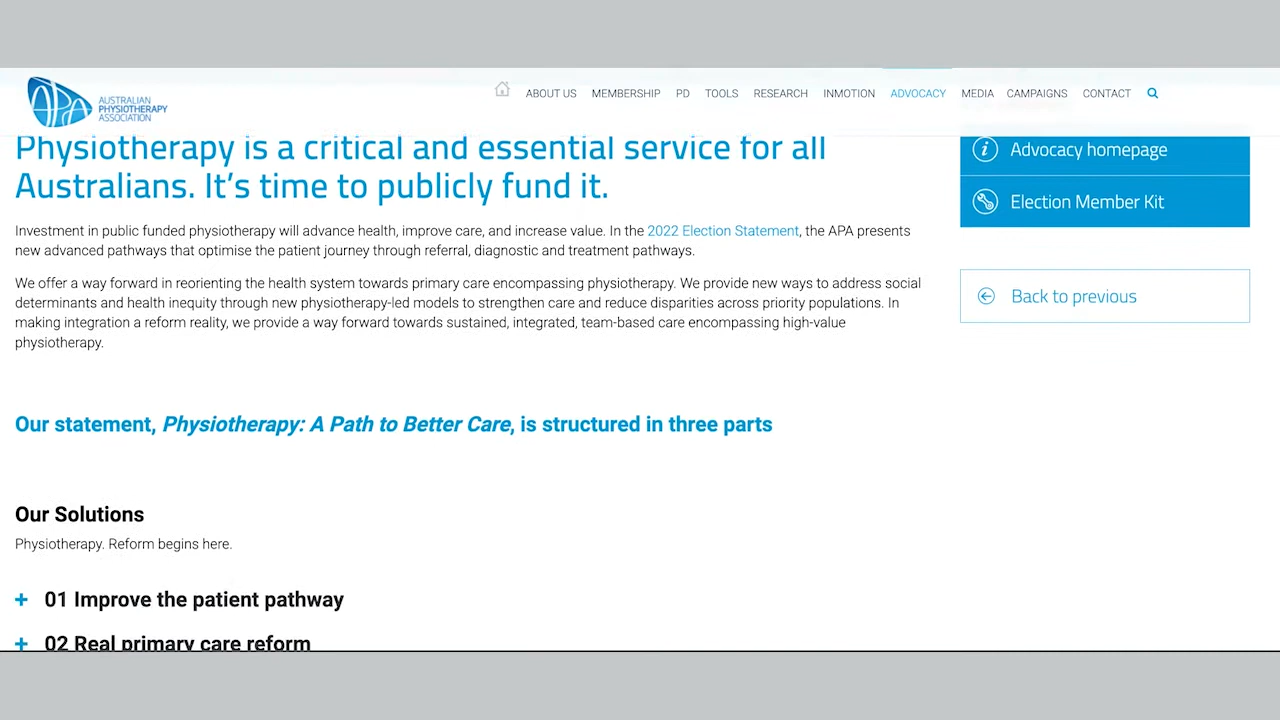 APA
AUSTRALIAN
PHYSIOTHERAPY
ASSOCIATION
ABOUT US MEMBERSHIP PD TOOLS RESEARCH INMOTION ADVOCACY MEDIA CAMPAIGNS CONTACT
Physiotherapy is a critical and essential service for all
Australians. It’s time to publicly fund it.
Investment in public funded physiotherapy will advance health, improve care, and increase value. In the 2022 Election Statement, the APA presents
new advanced pathways that optimise the patient journey through referral, diagnostic and treatment pathways.
We offer a way forward in reorienting the health system towards primary care encompassing physiotherapy. We provide new ways to address social
determinants and health inequity through new physiotherapy-led models to strengthen care and reduce disparities across priority populations. In
making integration a reform reality, we provide a way forward towards sustained, integrated, team-based care encompassing high-value
physiotherapy.
Our statement, Physiotherapy: A Path to Better Care, is structured in three parts
Our Solutions
Physiotherapy. Reform begins here.
+ 01 Improve the patient pathway
+ 02 Real primary care reform
Advocacy homepage
Election Member Kit
Back to previous